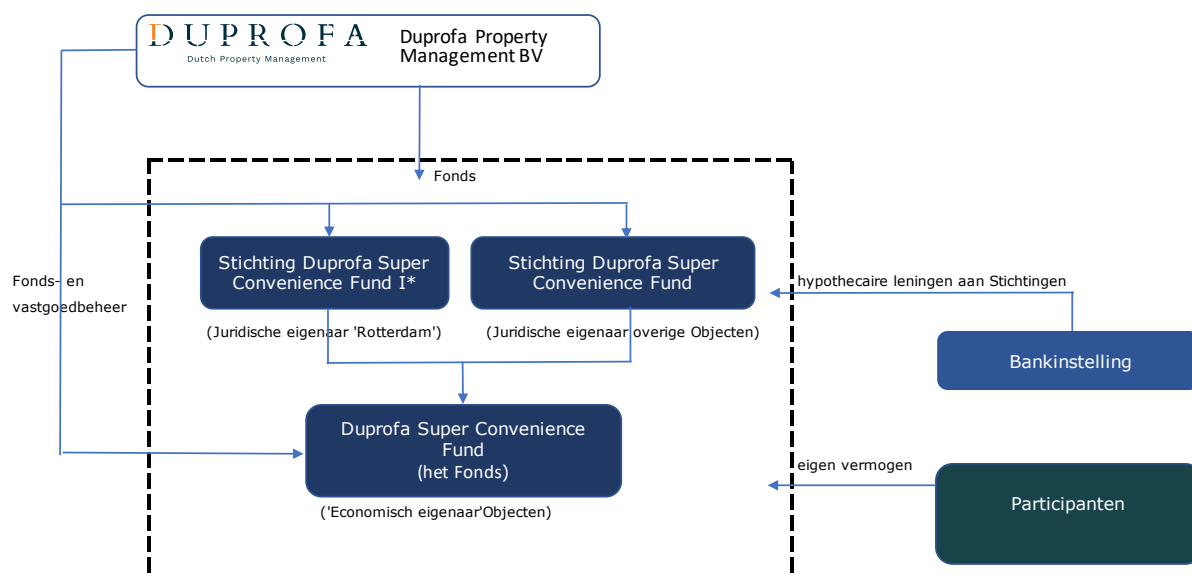 DUPROFA
Dutch Property Management
Duprofa Property
Management BV
Fonds
Stichting Duprofa Super
Convenience Fund I*
Stichting Duprofa Super
Convenience Fund
Fonds- en
vastgoedbeheer
hypothecaire leningen aan Stichtingen
(Juridische eigenaar 'Rotterdam')
(Juridische eigenaar overige Objecten)
Bankinstelling
Duprofa Super Convenience
Fund
(het Fonds)
eigen vermogen
Participanten
('Economisch eigenaar'Objecten)